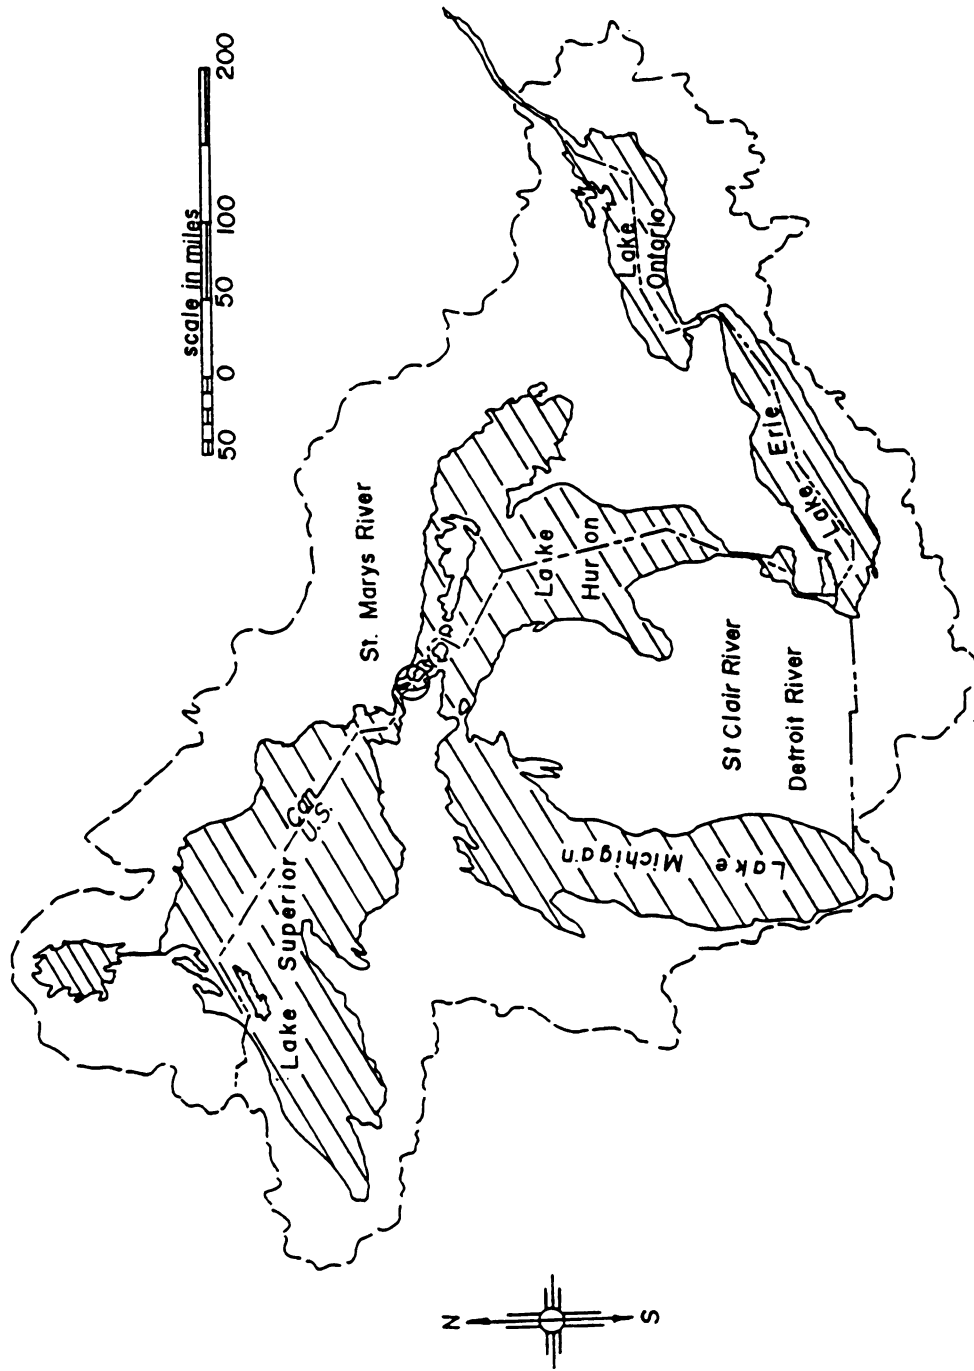 50 0 50 100 200
scale in miles
St. Marys River
Can.
U.S.
Lake Superior
Lake
Huron
Lake
Ontario
Lake Erie
Lake
Michigan
St Clair River
Detroit River
N
S